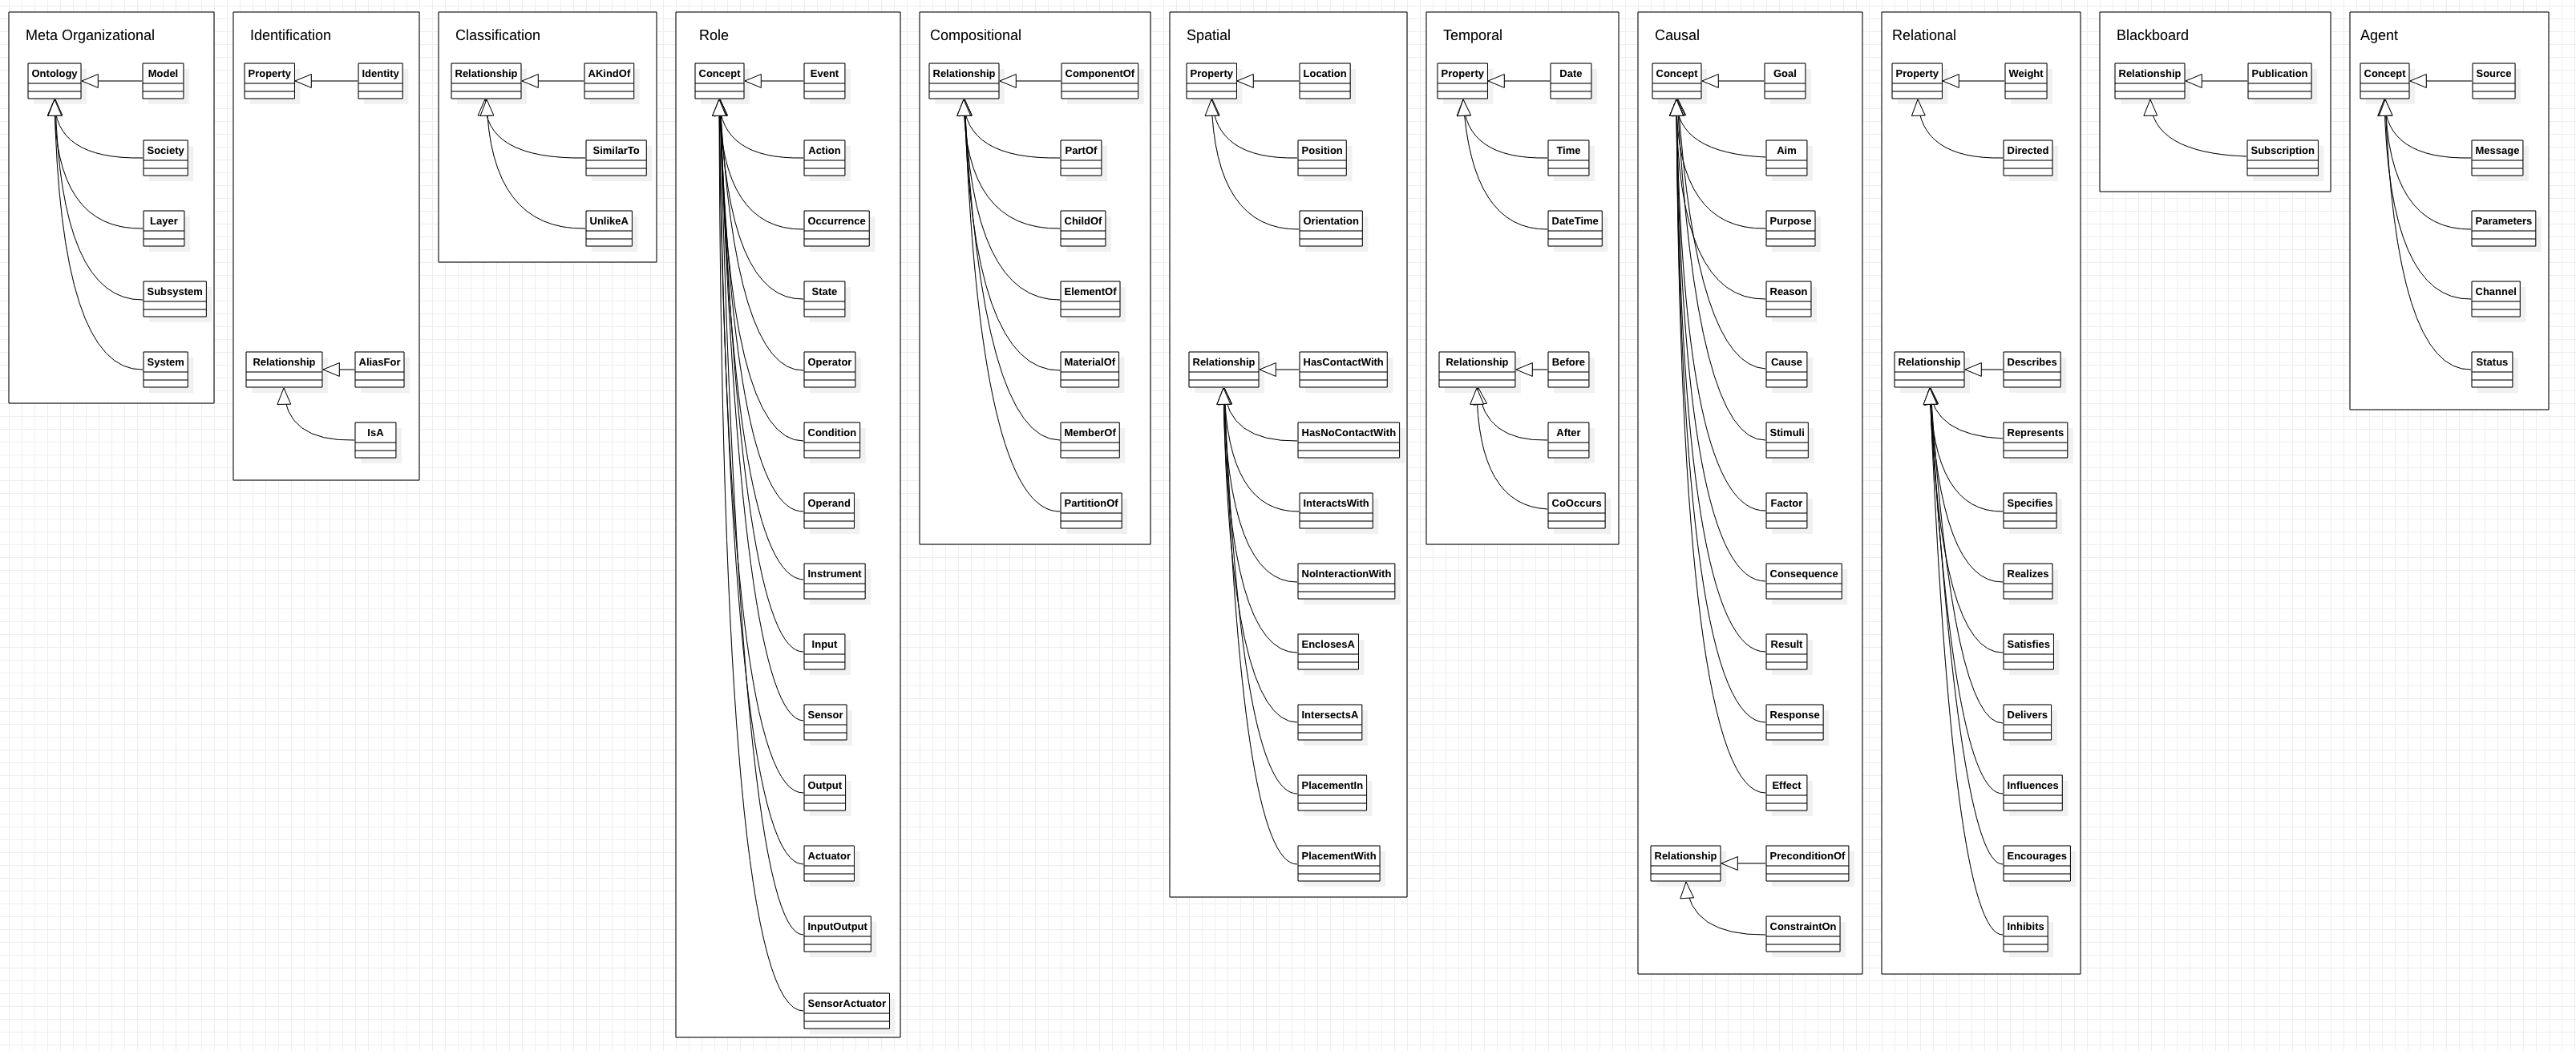 Meta Organizational
Ontology
Model
Society
Layer
Subsystem
System
Identification
Property
Identity
Relationship
AliasFor
IsA
Classification
Relationship
AKindOf
SimilarTo
UnlikeA
Role
Concept
Event
Action
Occurrence
State
Operator
Condition
Operand
Instrument
Input
Sensor
Output
Actuator
InputOutput
SensorActuator
Compositional
Relationship
ComponentOf
PartOf
ChildOf
ElementOf
MaterialOf
MemberOf
PartitionOf
Spatial
Property
Location
Position
Orientation
Relationship
HasContactWith
HasNoContactWith
InteractsWith
NoInteractionWith
EnclosesA
IntersectsA
PlacementIn
PlacementWith
Temporal
Property
Date
Time
DateTime
Relationship
Before
After
CoOccurs
Causal
Concept
Goal
Aim
Purpose
Reason
Cause
Stimuli
Factor
Consequence
Result
Response
Effect
Relationship
PreconditionOf
ConstraintOn
Relational
Property
Weight
Directed
Relationship
Describes
Represents
Specifies
Realizes
Satisfies
Delivers
Influences
Encourages
Inhibits
Blackboard
Relationship
Publication
Subscription
Agent
Concept
Source
Message
Parameters
Channel
Status